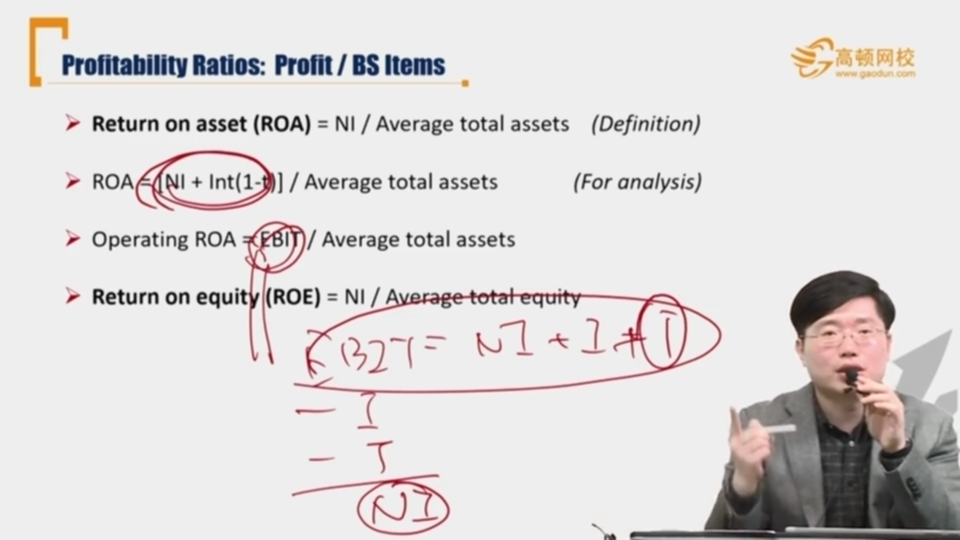 Profitability Ratios: Profit / BS Items
高顿网校
www.gaodun.com
➤ Return on asset (ROA) = NI / Average total assets (Definition)
➤ ROA = [NI + Int(1-t)] / Average total assets (For analysis)
➤ Operating ROA = EBIT / Average total assets
➤ Return on equity (ROE) = NI / Average total equity
EBIT = NI + I + T
- I
- T
NI